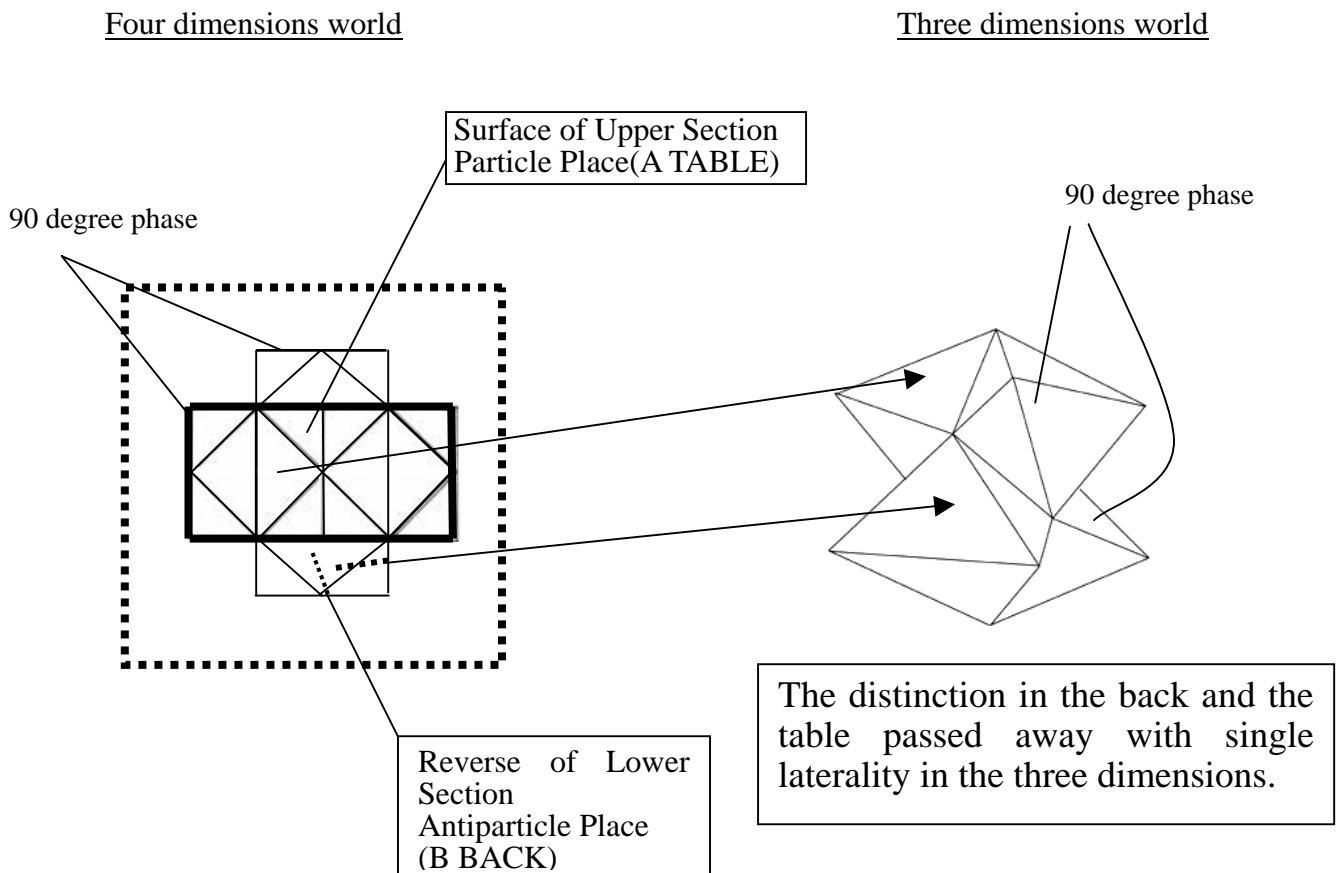 Four dimensions world
Three dimensions world
Surface of Upper Section
Particle Place(A TABLE)
90 degree phase
90 degree phase
The distinction in the back and the
table passed away with single
laterality in the three dimensions.
Reverse of Lower
Section
Antiparticle Place
(B BACK)